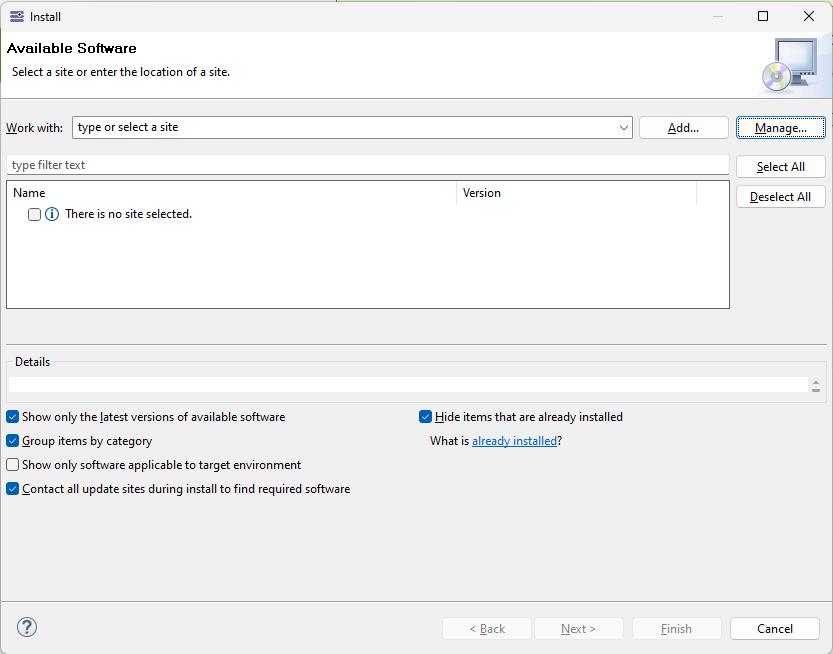 Install
Available Software
Select a site or enter the location of a site.
Work with: type or select a site Add... Manage...
type filter text Select All
Name Version Deselect All
There is no site selected.
Details
Show only the latest versions of available software Hide items that are already installed
Group items by category What is already installed?
Show only software applicable to target environment
Contact all update sites during install to find required software
? < Back Next > Finish Cancel